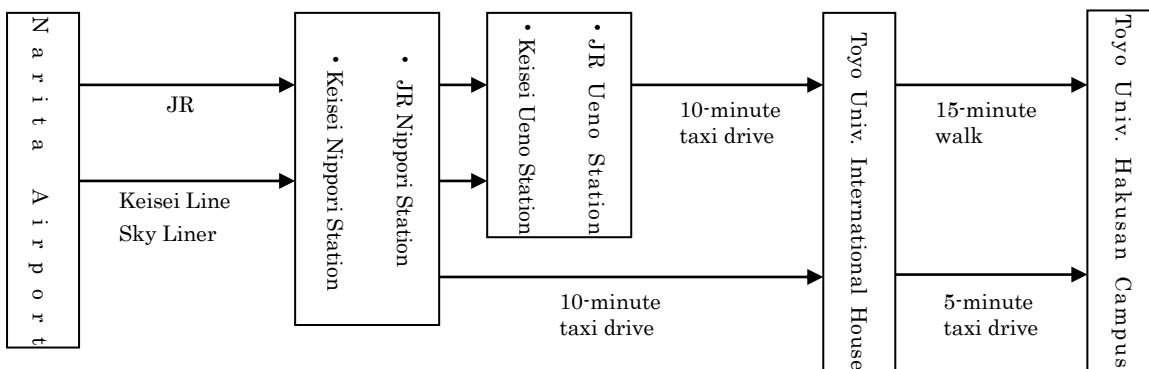 Narita Airport
JR
Keisei Line
Sky Liner
• JR Nippori Station
• Keisei Nippori Station
• JR Ueno Station
• Keisei Ueno Station
10-minute
taxi drive
10-minute
taxi drive
Toyo Univ. International House
15-minute
walk
5-minute
taxi drive
Toyo Univ. Hakusan Campus